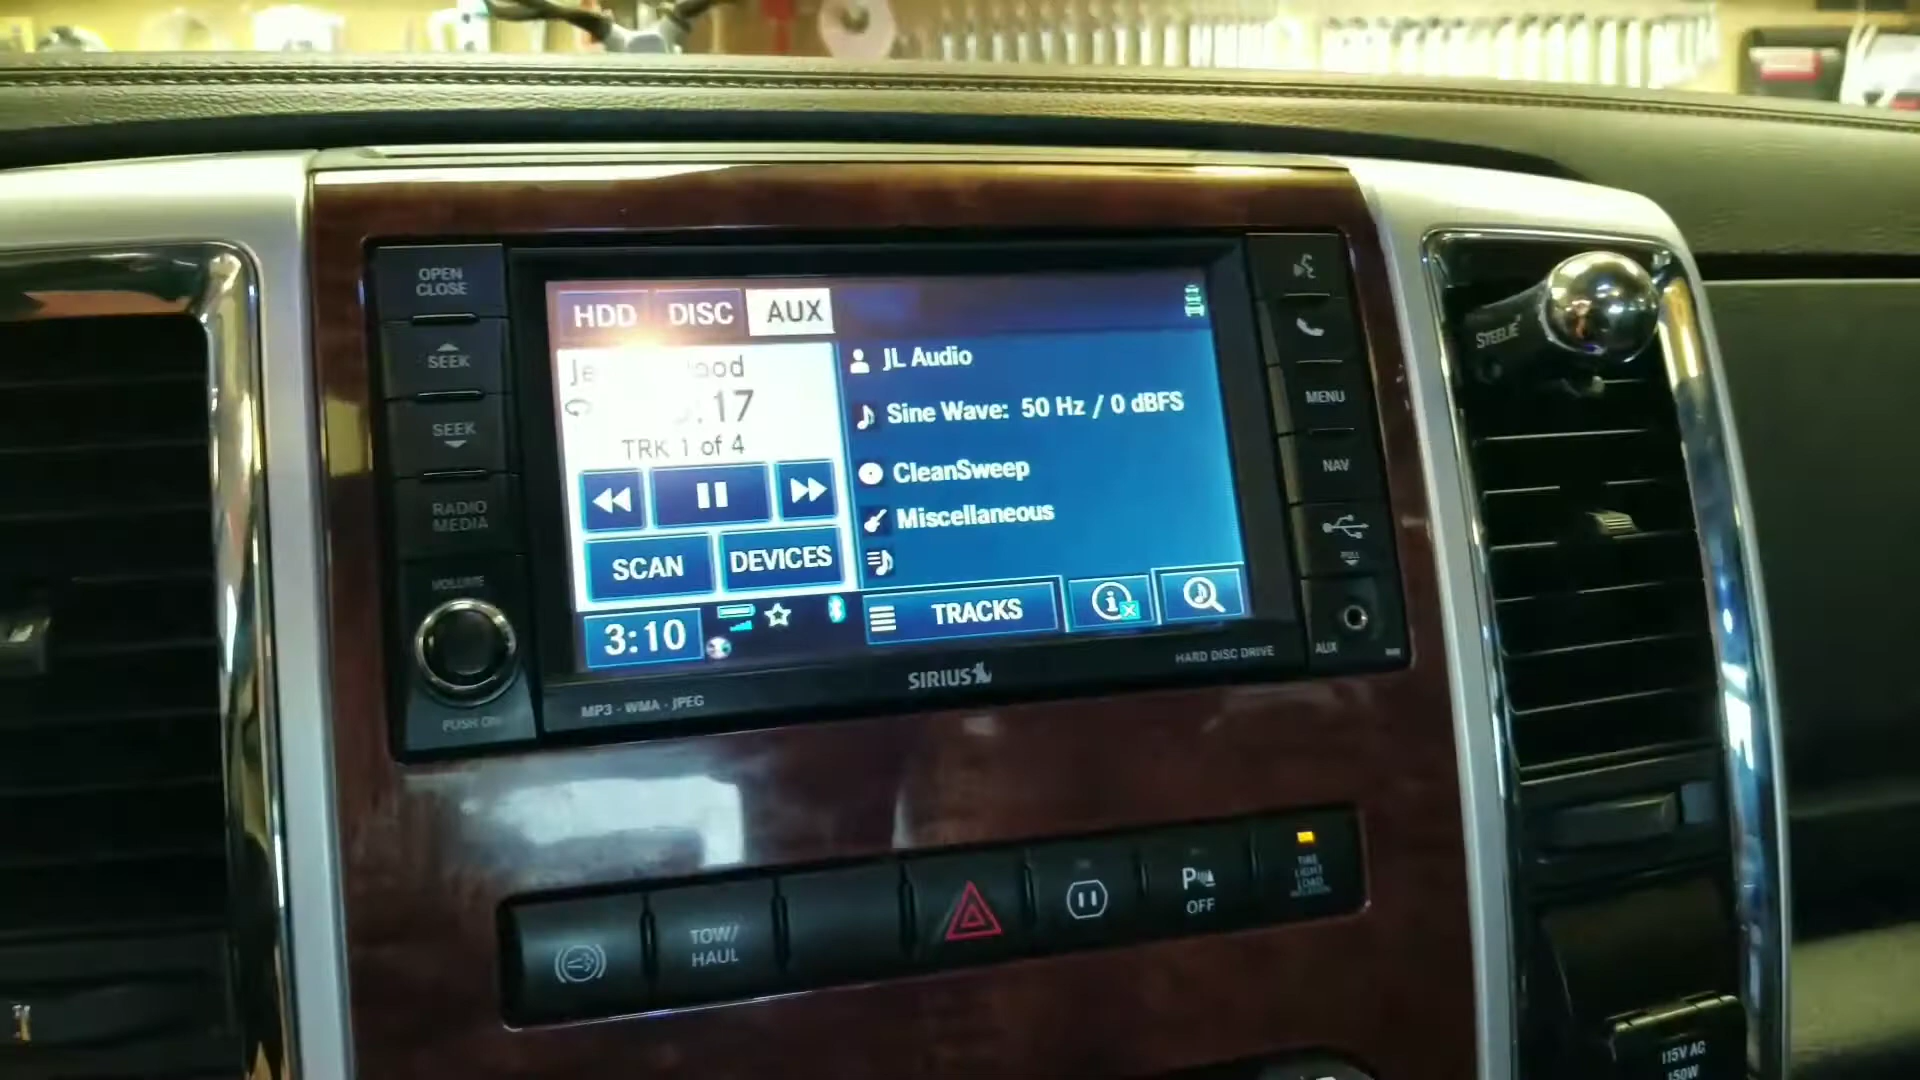 OPEN
CLOSE
SEEK
SEEK
RADIO
MEDIA
VOLUME
PUSH ON
HDD DISC AUX
TRK 1 of 4
SCAN DEVICES
3:10
JL Audio
Sine Wave: 50 Hz / 0 dBFS
CleanSweep
Miscellaneous
TRACKS
MENU
NAV
PULL
AUX
MP3 - WMA - JPEG
SIRIUS
HARD DISC DRIVE
STEELIE
TOW/
HAUL
P
OFF
TIRE
LIGHT
LOAD
115V AC
150W